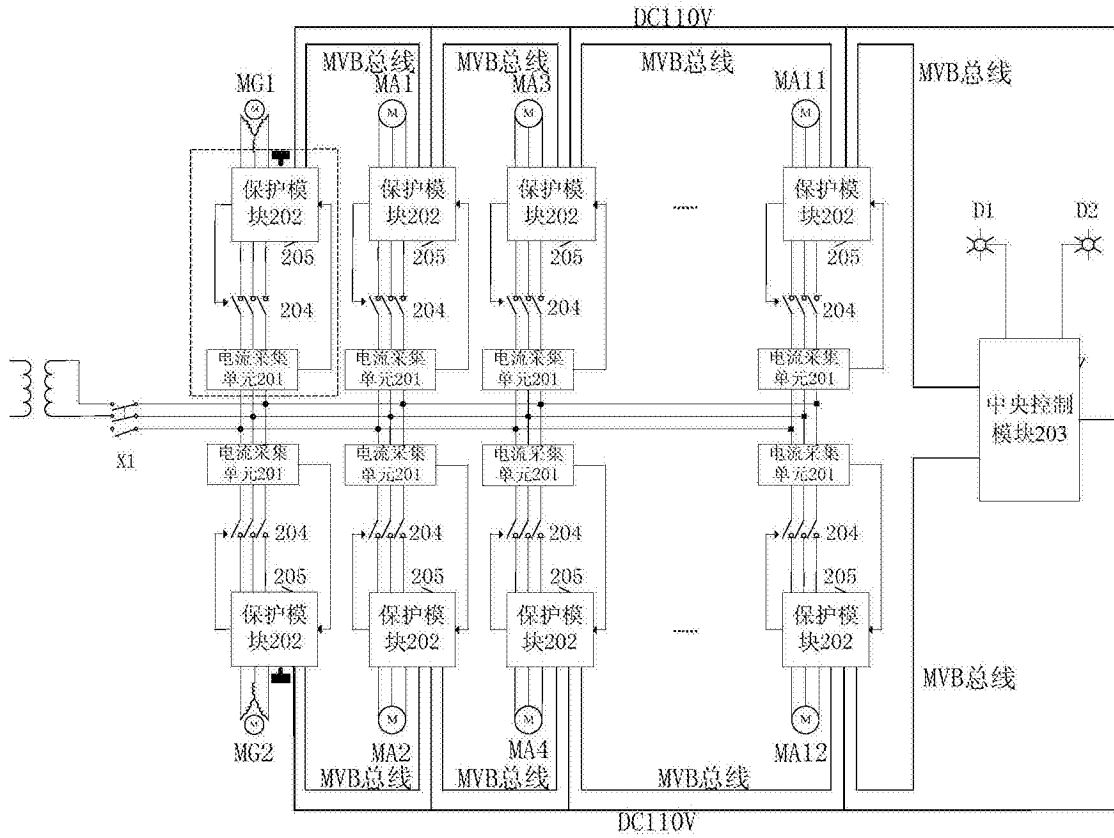 DC110V
MVB总线
MVB总线
MVB总线
MVB总线
MG1
MA1
MA3
MA11
M
M
M
M
保护模
块202
保护模
块202
保护模
块202
保护模
块202
······
D1
D2
205
205
205
205
204
204
204
204
电流采集
单元201
电流采集
单元201
电流采集
单元201
电流采集
单元201
中央控制
模块203
X1
电流采集
单元201
电流采集
单元201
电流采集
单元201
电流采集
单元201
204
204
204
204
205
205
205
205
保护模
块202
保护模
块202
保护模
块202
保护模
块202
······
MVB总线
M
M
M
M
MG2
MA2
MA4
MA12
MVB总线
MVB总线
MVB总线
DC110V